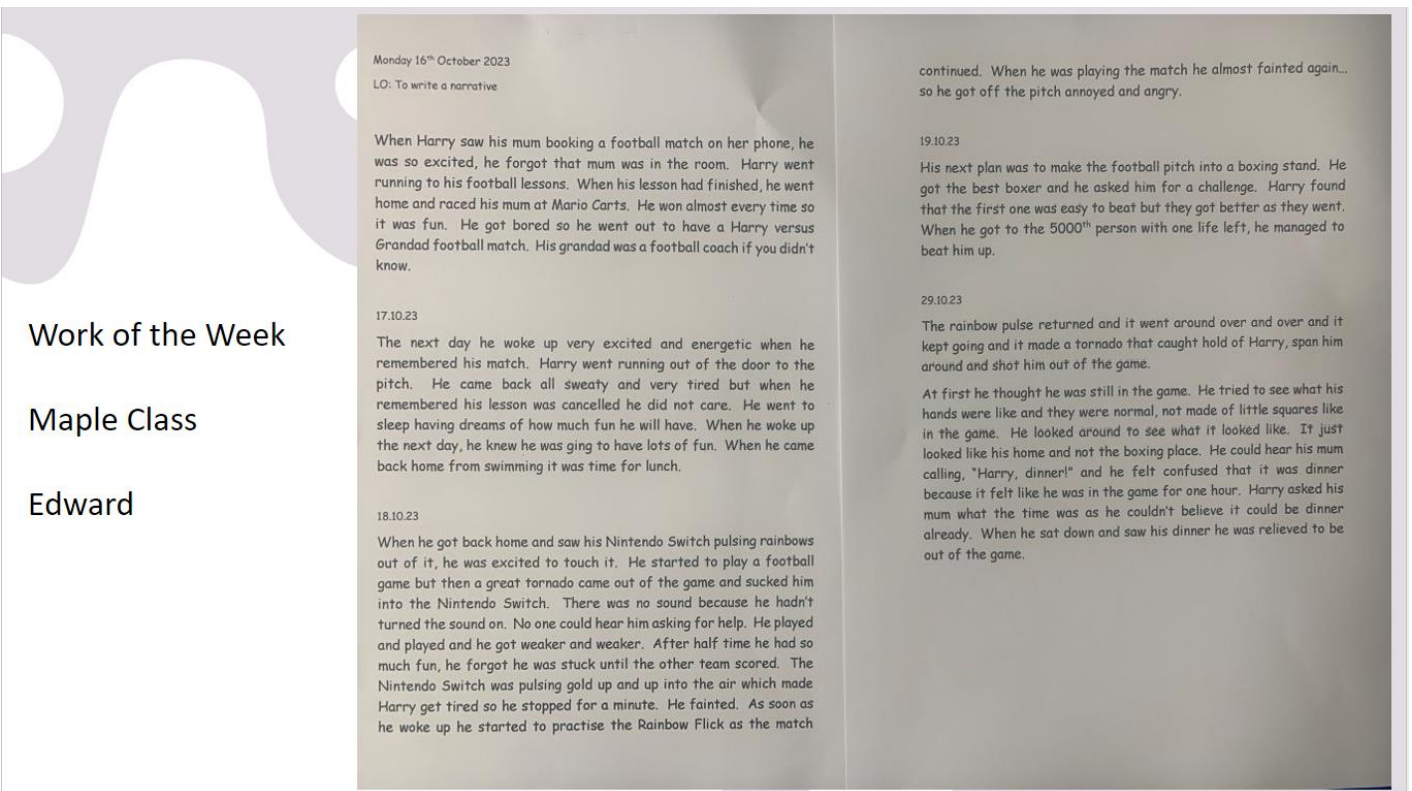 Work of the Week
Maple Class
Edward
Monday 16th October 2023
LO: To write a narrative
When Harry saw his mum booking a football match on her phone, he
was so excited, he forgot that mum was in the room. Harry went
running to his football lessons. When his lesson had finished, he went
home and raced his mum at Mario Carts. He won almost every time so
it was fun. He got bored so he went out to have a Harry versus
Grandad football match. His grandad was a football coach if you didn't
know.
17.10.23
The next day he woke up very excited and energetic when he
remembered his match. Harry went running out of the door to the
pitch. He came back all sweaty and very tired but when he
remembered his lesson was cancelled he did not care. He went to
sleep having dreams of how much fun he will have. When he woke up
the next day, he knew he was ging to have lots of fun. When he came
back home from swimming it was time for lunch.
18.10.23
When he got back home and saw his Nintendo Switch pulsing rainbows
out of it, he was excited to touch it. He started to play a football
game but then a great tornado came out of the game and sucked him
into the Nintendo Switch. There was no sound because he hadn't
turned the sound on. No one could hear him asking for help. He played
and played and he got weaker and weaker. After half time he had so
much fun, he forgot he was stuck until the other team scored. The
Nintendo Switch was pulsing gold up and up into the air which made
Harry get tired so he stopped for a minute. He fainted. As soon as
he woke up he started to practise the Rainbow Flick as the match
continued. When he was playing the match he almost fainted again...
so he got off the pitch annoyed and angry.
19.10.23
His next plan was to make the football pitch into a boxing stand. He
got the best boxer and he asked him for a challenge. Harry found
that the first one was easy to beat but they got better as they went.
When he got to the 5000th person with one life left, he managed to
beat him up.
29.10.23
The rainbow pulse returned and it went around over and over and it
kept going and it made a tornado that caught hold of Harry, span him
around and shot him out of the game.
At first he thought he was still in the game. He tried to see what his
hands were like and they were normal, not made of little squares like
in the game. He looked around to see what it looked like. It just
looked like his home and not the boxing place. He could hear his mum
calling, "Harry, dinner!" and he felt confused that it was dinner
because it felt like he was in the game for one hour. Harry asked his
mum what the time was as he couldn't believe it could be dinner
already. When he sat down and saw his dinner he was relieved to be
out of the game.